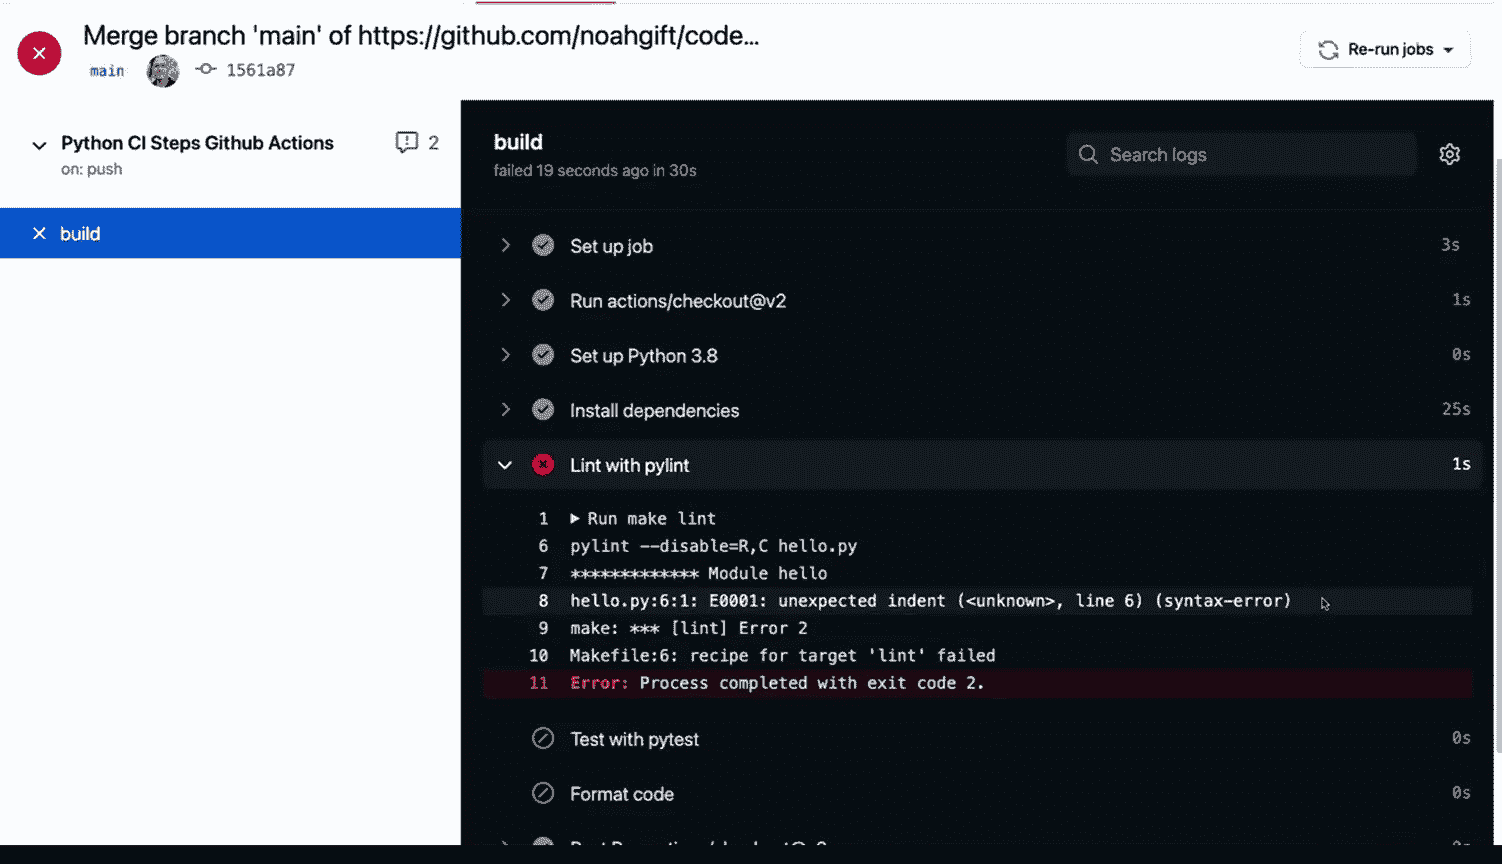 Merge branch 'main' of https://github.com/noahgift/code...
main 1561a87
Re-run jobs
Python CI Steps Github Actions 2
on: push
build
build
failed 19 seconds ago in 30s
Search logs
Set up job 3s
Run actions/checkout@v2 1s
Set up Python 3.8 0s
Install dependencies 25s
Lint with pylint 1s
1 Run make lint
6 pylint --disable=R,C hello.py
7 ************* Module hello
8 hello.py:6:1: E0001: unexpected indent (<unknown>, line 6) (syntax-error)
9 make: *** [lint] Error 2
10 Makefile:6: recipe for target 'lint' failed
11 Error: Process completed with exit code 2.
Test with pytest 0s
Format code 0s